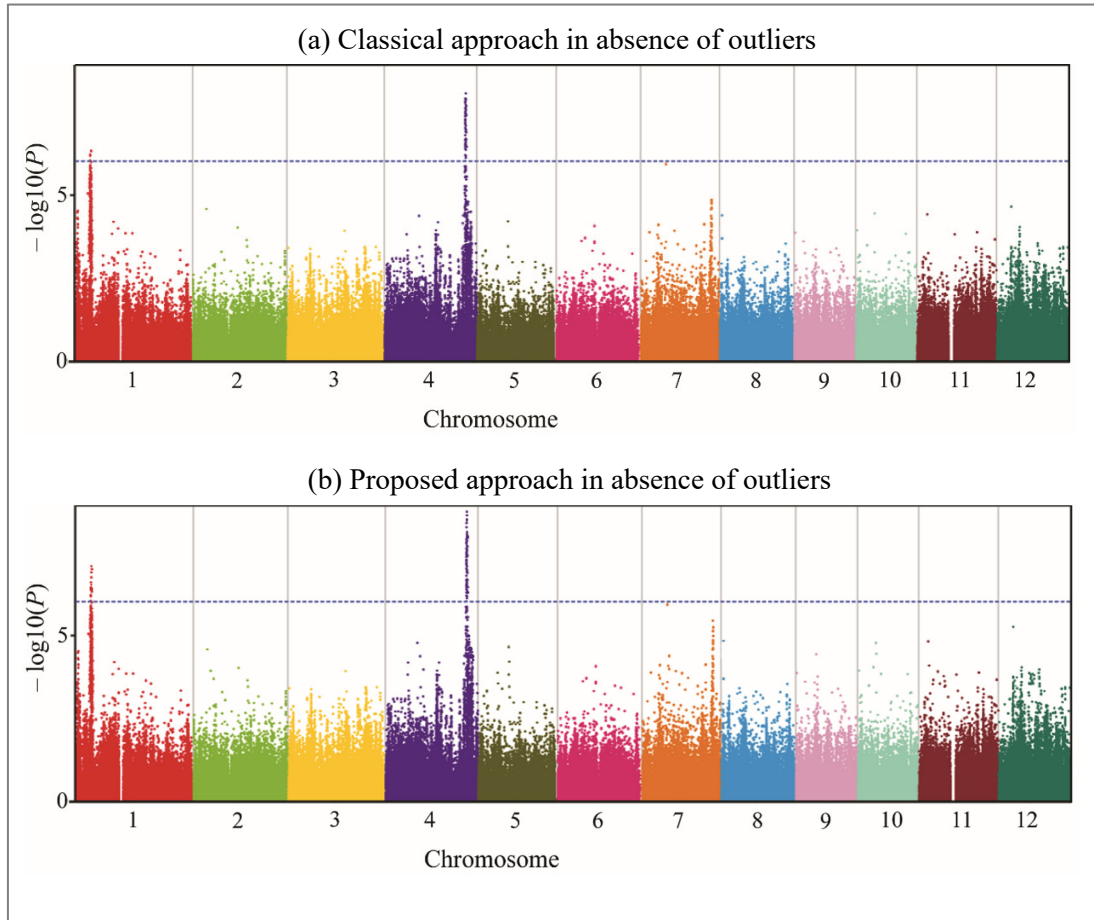 (a) Classical approach in absence of outliers
− log10(P)
5
0
1 2 3 4 5 6 7 8 9 10 11 12
Chromosome
(b) Proposed approach in absence of outliers
− log10(P)
5
0
1 2 3 4 5 6 7 8 9 10 11 12
Chromosome